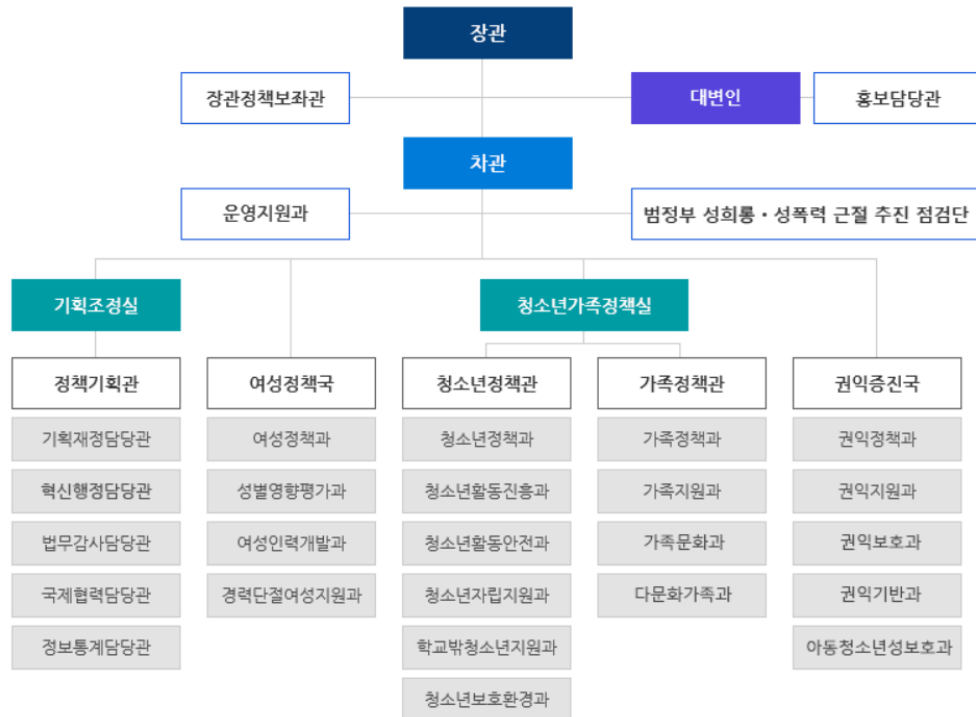 장관
장관정책보좌관
대변인
홍보담당관
차관
운영지원과
범정부 성희롱・성폭력 근절 추진 점검단
기획조정실
청소년가족정책실
정책기획관
여성정책국
청소년정책관
가족정책관
권익증진국
기획재정담당관
여성정책과
청소년정책과
가족정책과
권익정책과
혁신행정담당관
성별영향평가과
청소년활동진흥과
가족지원과
권익지원과
법무감사담당관
여성인력개발과
청소년활동안전과
가족문화과
권익보호과
국제협력담당관
경력단절여성지원과
청소년자립지원과
다문화가족과
권익기반과
정보통계담당관
학교밖청소년지원과
아동청소년성보호과
청소년보호환경과